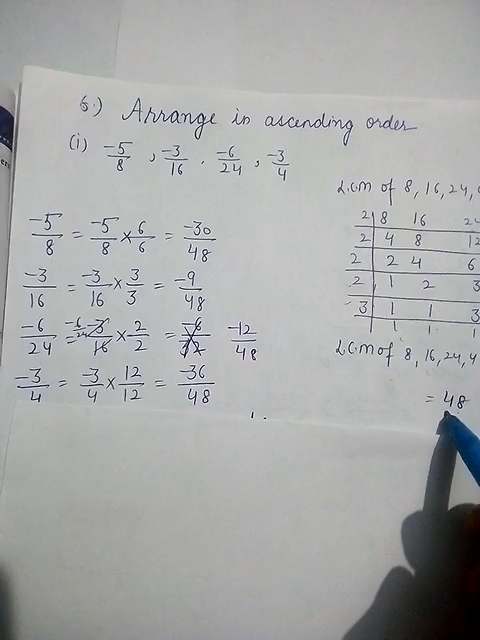 6.) Arrange in ascending order
(i) -5/8 , -3/16 . -6/24 , -3/4
-5/8 = -5/8 × 6/6 = -30/48
-3/16 = -3/16 × 3/3 = -9/48
-6/24 = -6/24 × 2/2 = -12/48
-3/4 = -3/4 × 12/12 = -36/48
L.CM of 8, 16, 24,
2 | 8 16 24
2 | 4 8 12
2 | 2 4 6
2 | 1 2 3
3 | 1 1 3
1 1 1
L.CM of 8, 16, 24, 4
= 48